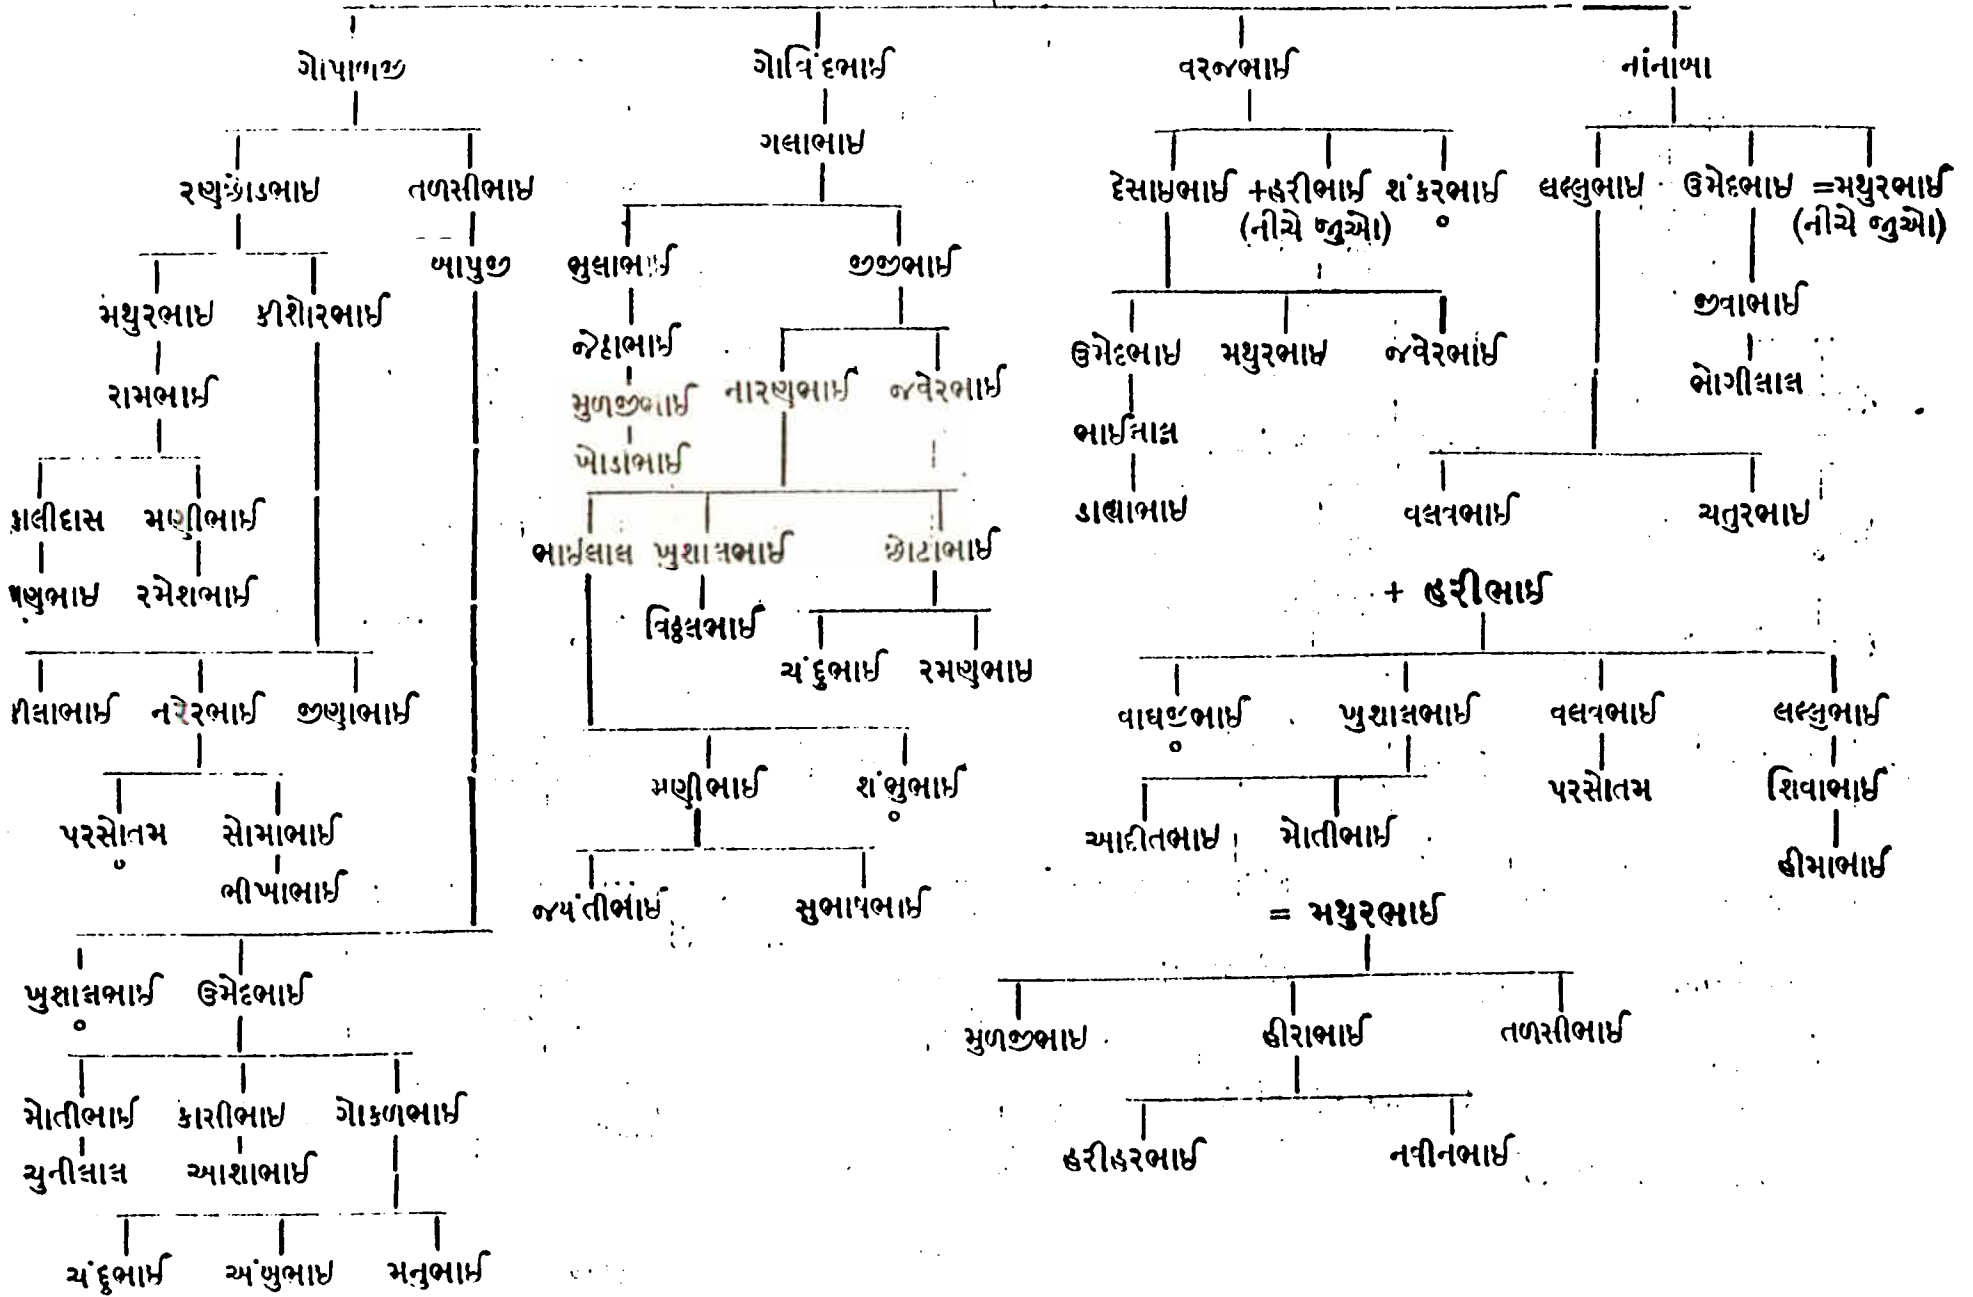 ગોપાળજી ગોવિંદભાઈ વરજભાઈ નાંનાબા
ગલાભાઇ
રણછોડભાઇ તળસીભાઇ દેસાઇભાઈ +હરીભાઈ શંકરભાઈ લલ્લુભાઇ ઉમેદભાઇ =મથુરભાઈ
(નીચે જુઓ) (નીચે જુઓ)
બાપુજી ભુલાભાઈ જીજીભાઈ
મથુરભાઇ કીશોરભાઈ જીવાભાઈ
જેઠાભાઈ ઉમેદભાઇ મથુરભાઇ જવેરભાઈ
રામભાઈ મુળજીભાઈ નારણભાઈ જવેરભાઈ ભોગીલાલ
ભાઈલાલ
ખોડાભાઈ
કાલીદાસ મણીભાઈ ડાહ્યાભાઇ વલવભાઈ ચતુરભાઇ
ભાઈલાલ ખુશાલભાઈ છોટાભાઈ
રમેશભાઈ + હરીભાઈ
ત્રિઠ્ઠલભાઈ
ચંદુભાઈ રમણભાઇ
નરેરભાઈ જીણાભાઈ વાઘજીભાઈ ખુશાલભાઈ વલવભાઈ લલ્લુભાઈ
મણીભાઈ શંભુભાઈ પરસોતમ શિવાભાઈ
પરસોતમ સોમાભાઈ આદીતભાઇ મોતીભાઈ
ભીખાભાઈ હીમાભાઈ
જયંતીભાઈ સુભાષભાઈ = મથુરભાઈ
ખુશાલભાઈ ઉમેદભાઈ
મુળજીભાઇ હીરાભાઈ તળસીભાઈ
મોતીભાઈ કાશીભાઇ ગોકળભાઈ
ચુનીલાલ આશાભાઈ હરીહરભાઈ નવીનભાઈ
ચંદુભાઈ અંબુભાઇ મનુભાઈ